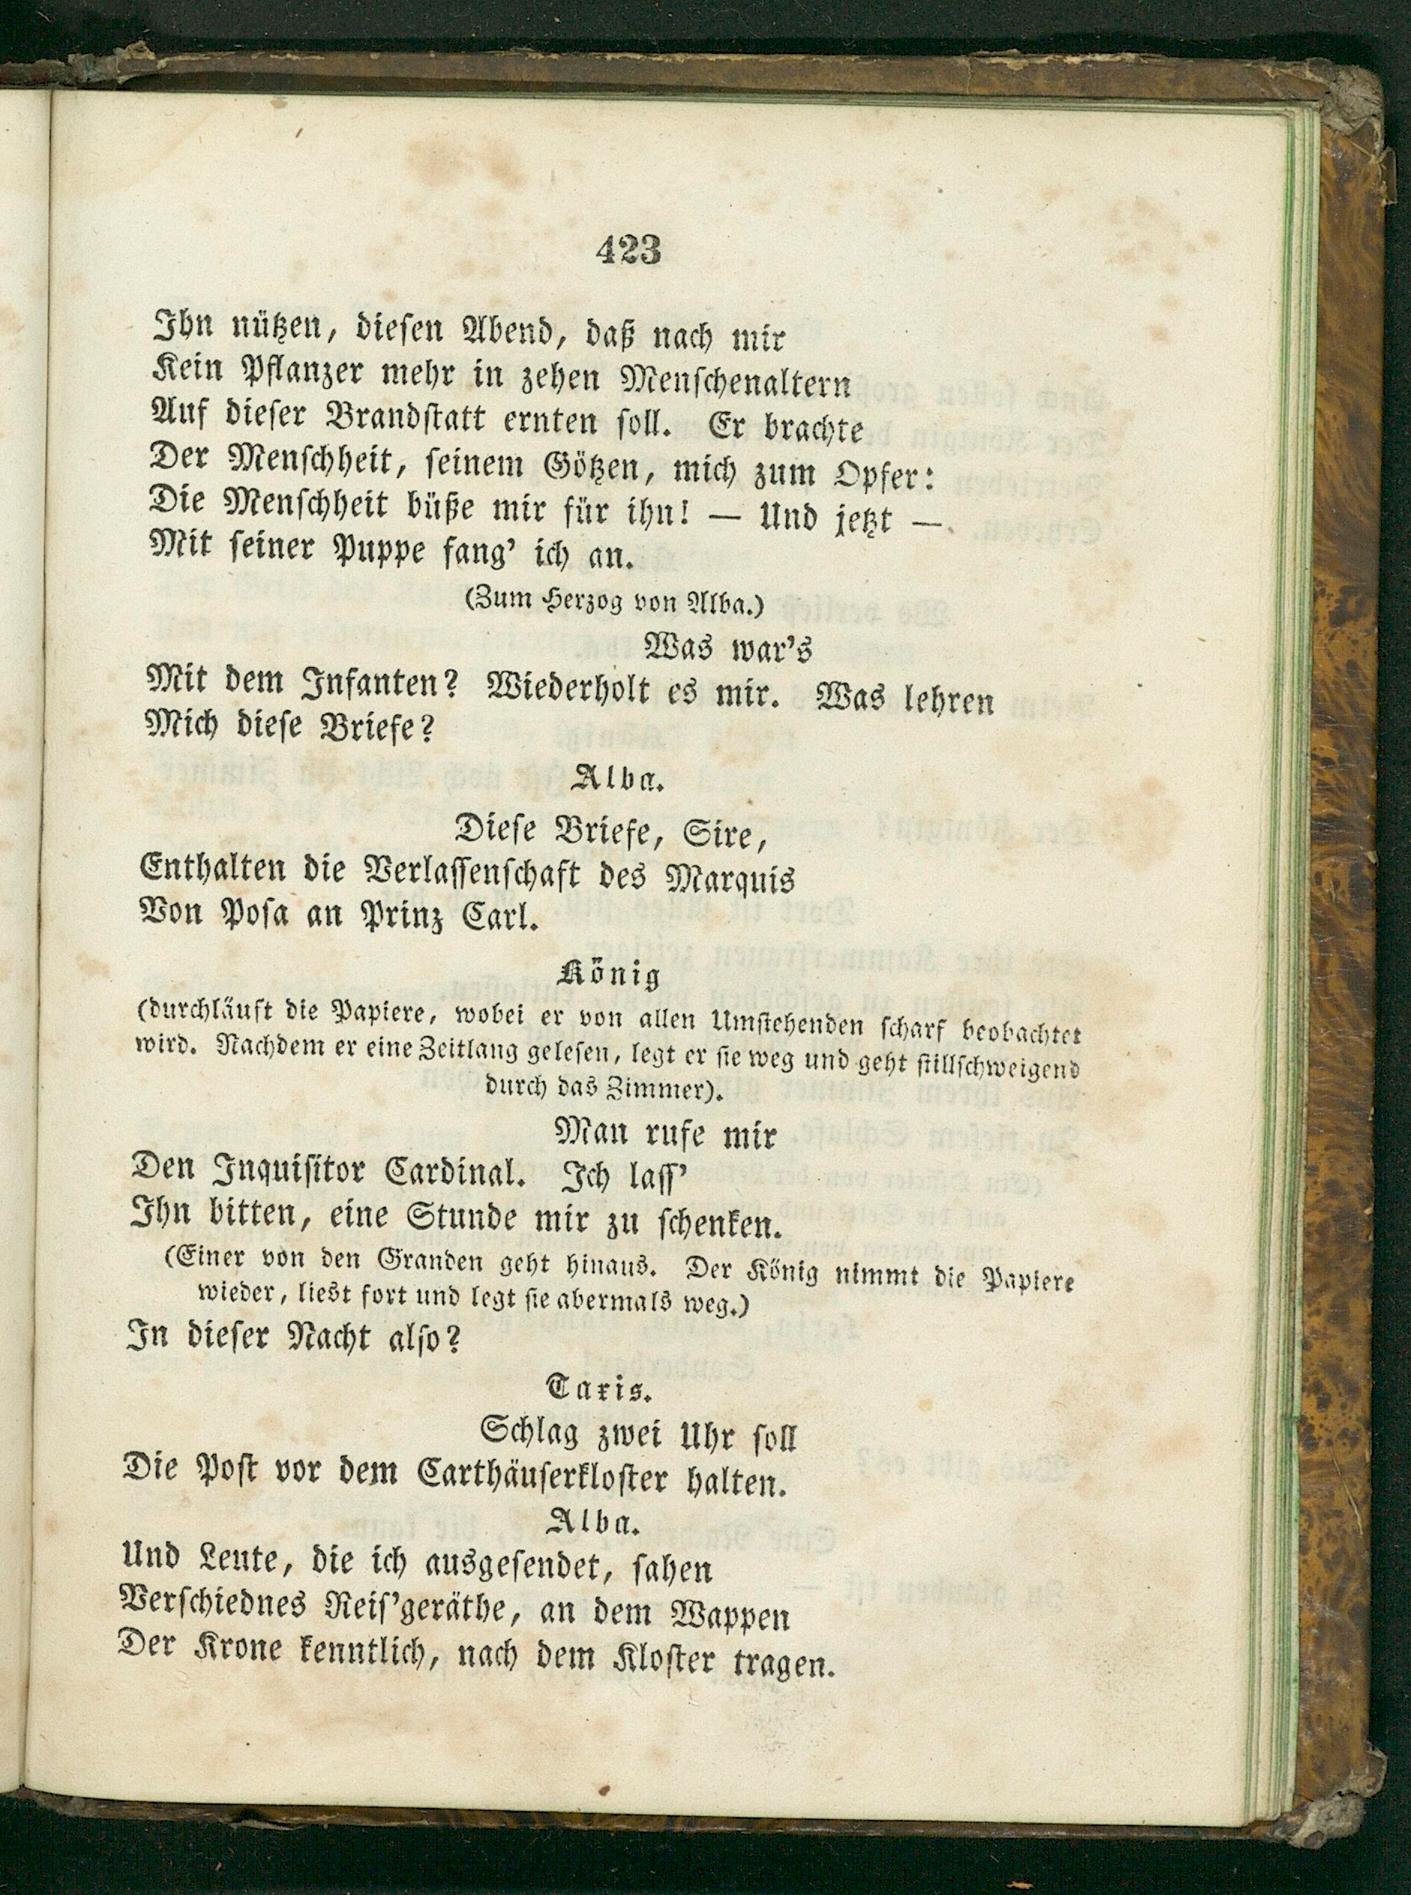 423
Ihn nützen, diesen Abend, daß nach mir
Kein Pflanzer mehr in zehen Menschenaltern
Auf dieser Brandstatt ernten soll. Er brachte
Der Menschheit, seinem Götzen, mich zum Opfer:
Die Menschheit büße mir für ihn! — Und jetzt —
Mit seiner Puppe fang' ich an.
(Zum Herzog von Alba.)
Was war's
Mit dem Infanten? Wiederholt es mir. Was lehren
Mich diese Briefe?
Alba.
Diese Briefe, Sire,
Enthalten die Verlassenschaft des Marquis
Von Posa an Prinz Carl.
König
(durchläuft die Papiere, wobei er von allen Umstehenden scharf beobachtet
wird. Nachdem er eine Zeitlang gelesen, legt er sie weg und geht stillschweigend
durch das Zimmer).
Man rufe mir
Den Inquisitor Cardinal. Ich lass'
Ihn bitten, eine Stunde mir zu schenken.
(Einer von den Granden geht hinaus. Der König nimmt die Papiere
wieder, liest fort und legt sie abermals weg.)
In dieser Nacht also?
Taxis.
Schlag zwei Uhr soll
Die Post vor dem Carthäuserkloster halten.
Alba.
Und Leute, die ich ausgesendet, sahen
Verschiednes Reis'geräthe, an dem Wappen
Der Krone kenntlich, nach dem Kloster tragen.